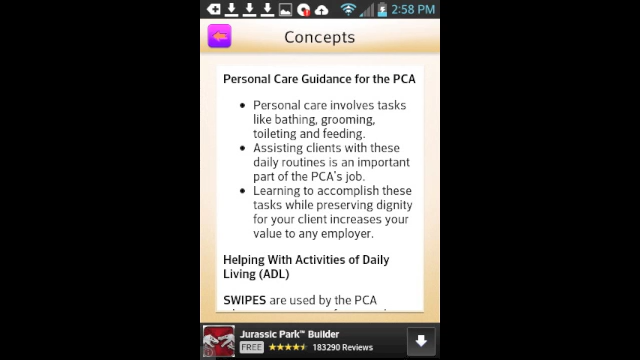 2:58 PM
Concepts
Personal Care Guidance for the PCA
• Personal care involves tasks
like bathing, grooming,
toileting and feeding.
• Assisting clients with these
daily routines is an important
part of the PCA's job.
• Learning to accomplish these
tasks while preserving dignity
for your client increases your
value to any employer.
Helping With Activities of Daily
Living (ADL)
SWIPES are used by the PCA
Jurassic Park™ Builder
FREE 183290 Reviews